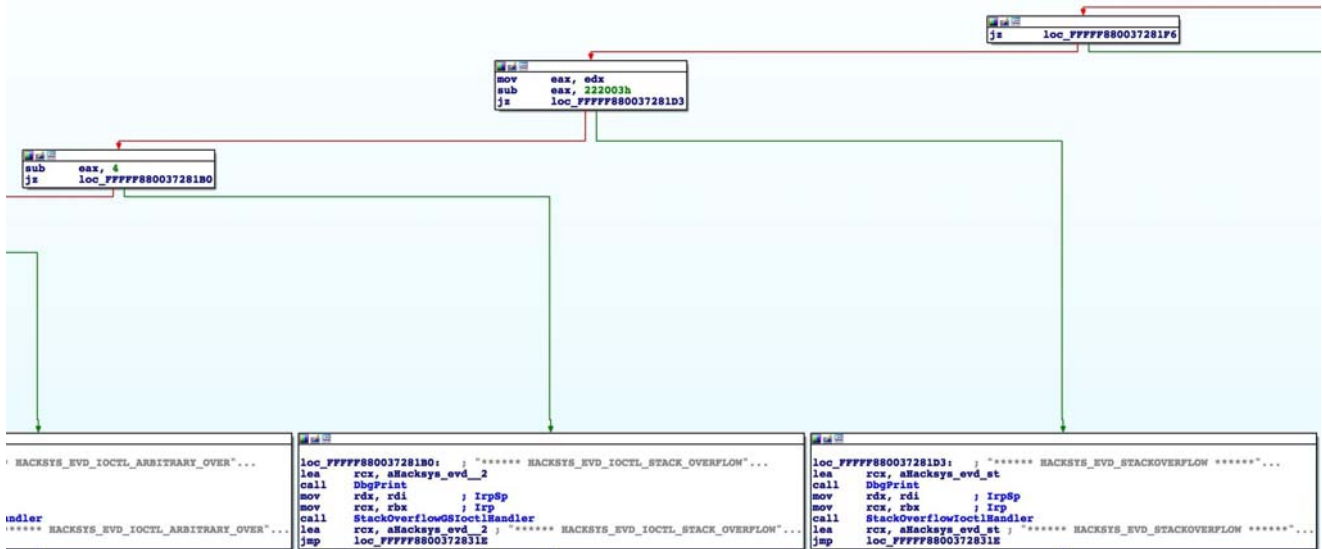 jz      loc_FFFFF880037281F6
mov     eax, edx
sub     eax, 222003h
jz      loc_FFFFF880037281D3
sub     eax, 4
jz      loc_FFFFF880037281B0
HACKSYS_EVD_IOCTL_ARBITRARY_OVER"...
andler
****** HACKSYS_EVD_IOCTL_ARBITRARY_OVER"...
loc_FFFFF880037281B0:   ; "****** HACKSYS_EVD_IOCTL_STACK_OVERFLOW"...
lea     rcx, aHacksys_evd__2
call    DbgPrint
mov     rdx, rdi        ; IrpSp
mov     rcx, rbx        ; Irp
call    StackOverflowGSIoctlHandler
lea     rcx, aHacksys_evd__2 ; "****** HACKSYS_EVD_IOCTL_STACK_OVERFLOW"...
jmp     loc_FFFFF8800372831E
loc_FFFFF880037281D3:   ; "****** HACKSYS_EVD_STACKOVERFLOW ******"...
lea     rcx, aHacksys_evd_st
call    DbgPrint
mov     rdx, rdi        ; IrpSp
mov     rcx, rbx        ; Irp
call    StackOverflowIoctlHandler
lea     rcx, aHacksys_evd_st ; "****** HACKSYS_EVD_STACKOVERFLOW ******"...
jmp     loc_FFFFF8800372831E